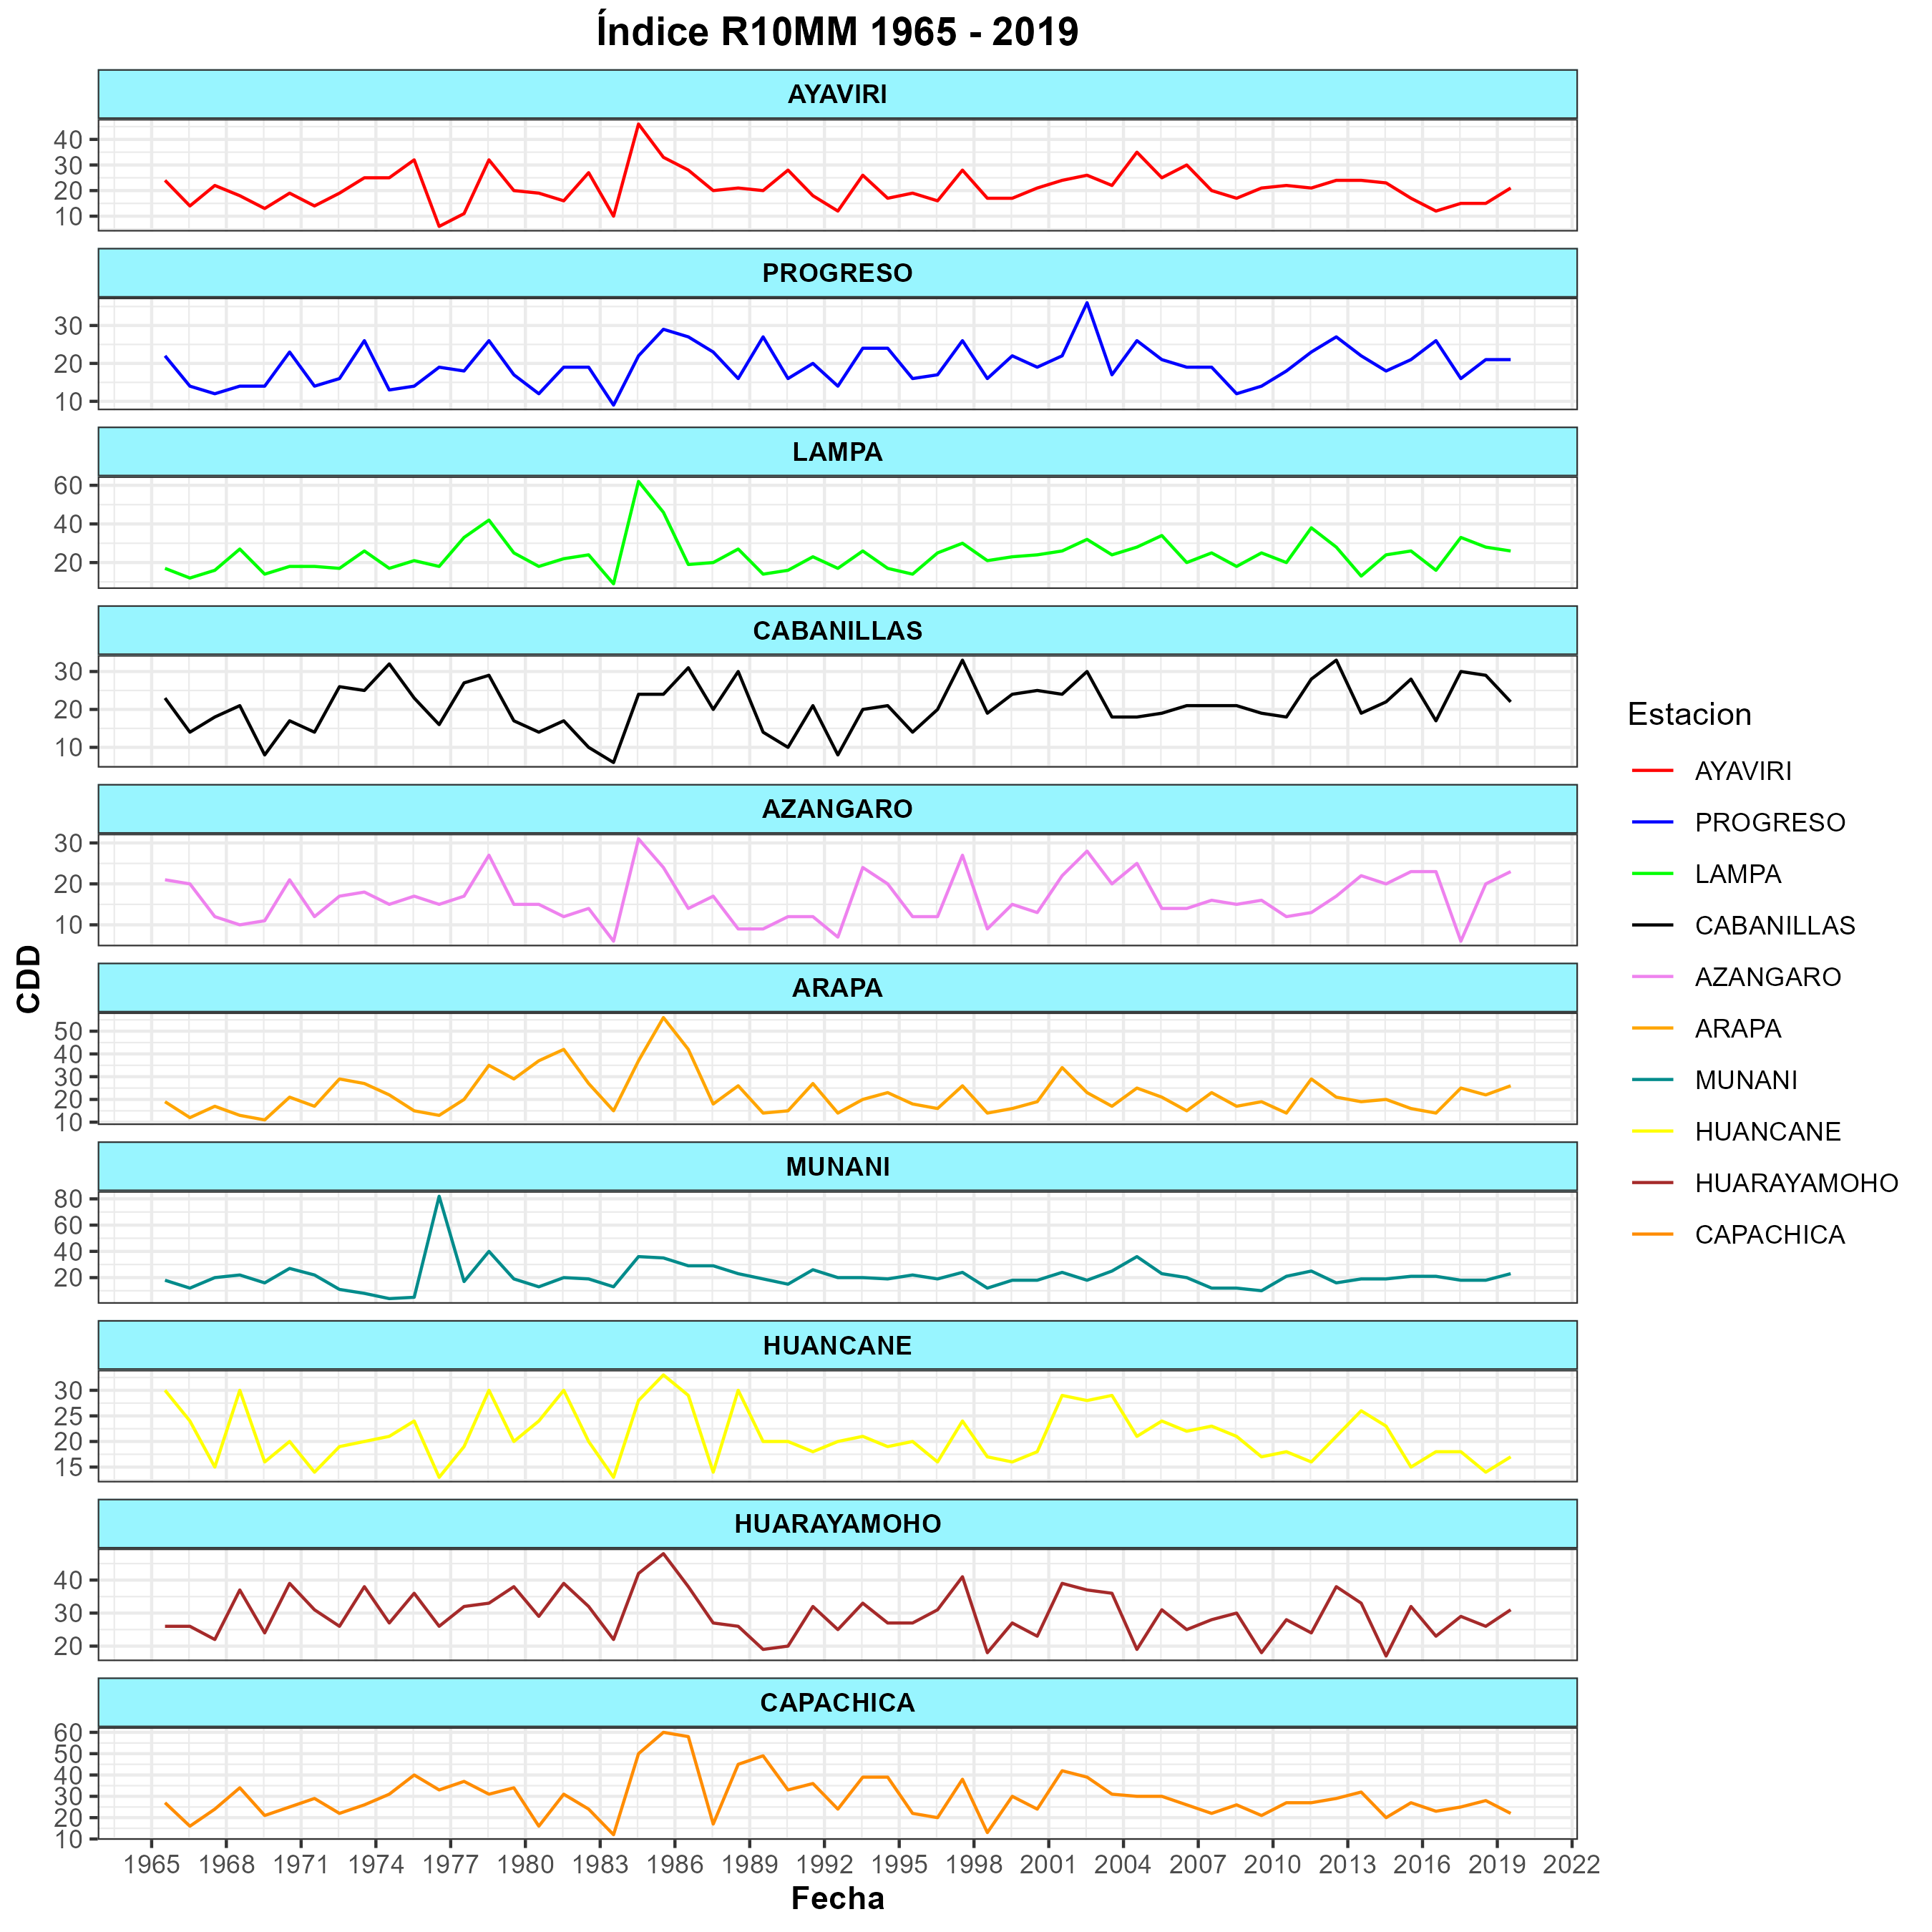 Índice R10MM 1965 - 2019
AYAVIRI
40
30
20
10
PROGRESO
30
20
10
LAMPA
60
40
20
CABANILLAS
30
20
10
AZANGARO
30
20
10
ARAPA
50
40
30
20
10
MUNANI
80
60
40
20
HUANCANE
30
25
20
15
HUARAYAMOHO
40
30
20
CAPACHICA
60
50
40
30
20
10
1965 1968 1971 1974 1977 1980 1983 1986 1989 1992 1995 1998 2001 2004 2007 2010 2013 2016 2019 2022
Fecha
CDD
Estacion
AYAVIRI
PROGRESO
LAMPA
CABANILLAS
AZANGARO
ARAPA
MUNANI
HUANCANE
HUARAYAMOHO
CAPACHICA